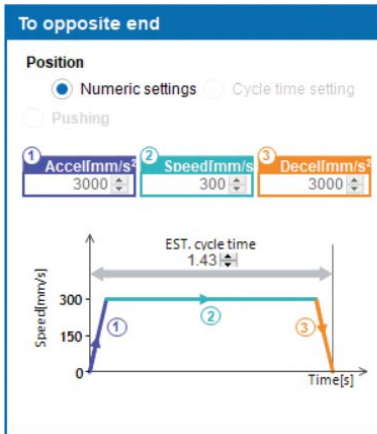 To opposite end
Position
Numeric settings
Cycle time setting
Pushing
① Accel[mm/s²
② Speed[mm/s
③ Decel[mm/s²
3000
300
3000
EST. cycle time
1.43
Speed[mm/s]
300
150
0
①
②
③
Time[s]